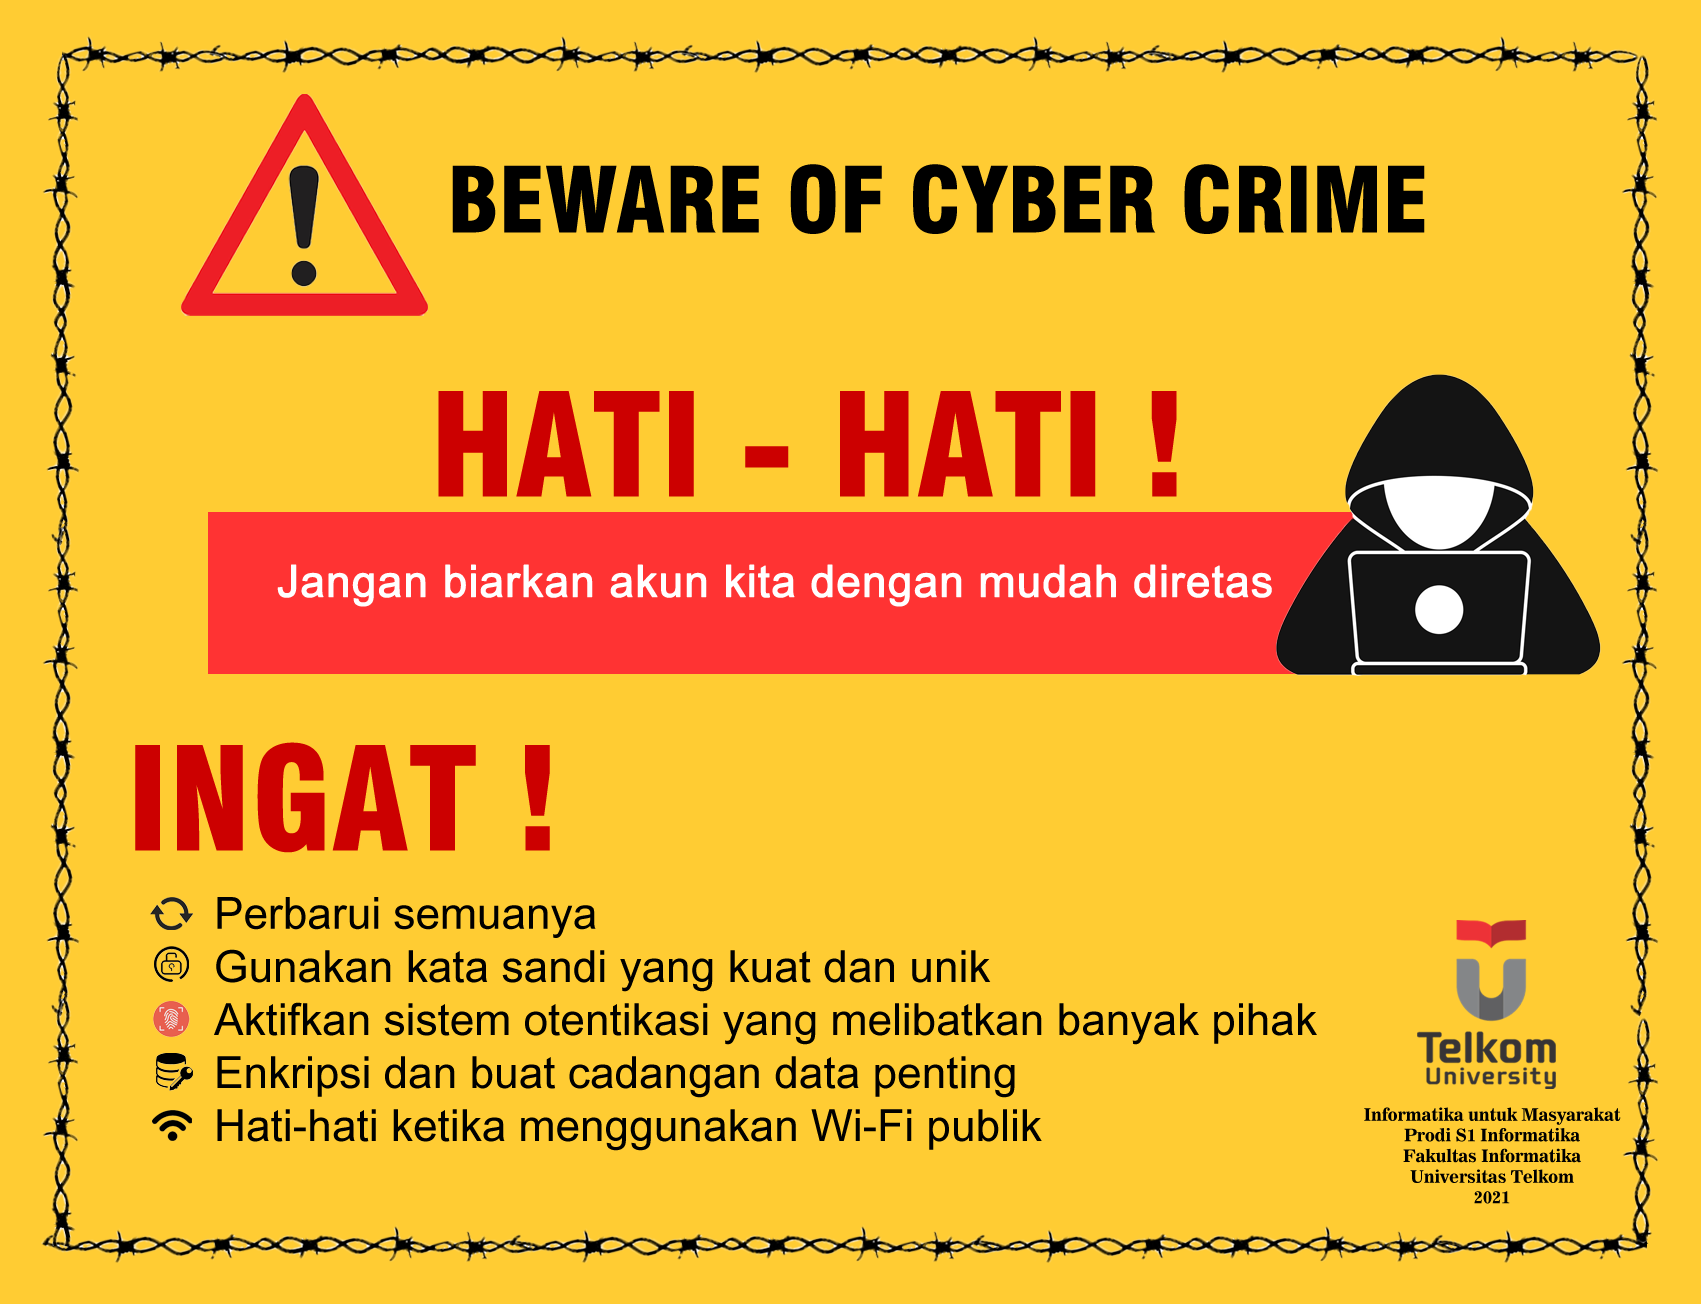 BEWARE OF CYBER CRIME
HATI - HATI !
Jangan biarkan akun kita dengan mudah diretas
INGAT !
Perbarui semuanya
Gunakan kata sandi yang kuat dan unik
Aktifkan sistem otentikasi yang melibatkan banyak pihak
Enkripsi dan buat cadangan data penting
Hati-hati ketika menggunakan Wi-Fi publik
Telkom
University
Informatika untuk Masyarakat
Prodi S1 Informatika
Fakultas Informatika
Universitas Telkom
2021